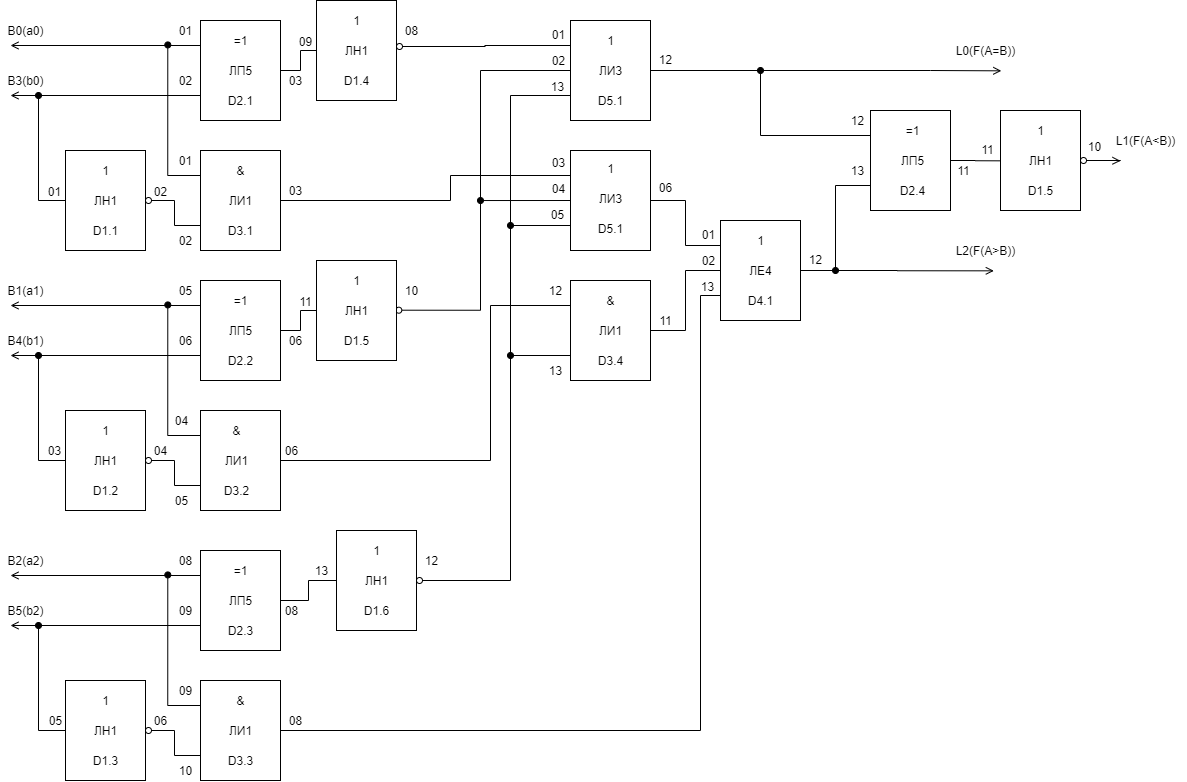 B0(a0)
01
=1
ЛП5
D2.1
03
09
1
ЛН1
D1.4
08
B3(b0)
02
01
1
ЛН1
D1.1
02
01
&
ЛИ1
D3.1
02
03
01
02
13
1
ЛИ3
D5.1
12
L0(F(A=B))
03
04
05
1
ЛИ3
D5.1
06
12
13
=1
ЛП5
D2.4
11
11
1
ЛН1
D1.5
10
L1(F(A<B))
B1(a1)
05
=1
ЛП5
D2.2
06
11
1
ЛН1
D1.5
10
B4(b1)
06
12
&
ЛИ1
D3.4
13
11
01
02
13
1
ЛЕ4
D4.1
12
L2(F(A>B))
03
1
ЛН1
D1.2
04
04
&
ЛИ1
D3.2
05
06
B2(a2)
08
=1
ЛП5
D2.3
08
13
1
ЛН1
D1.6
12
B5(b2)
09
05
1
ЛН1
D1.3
06
09
&
ЛИ1
D3.3
10
08